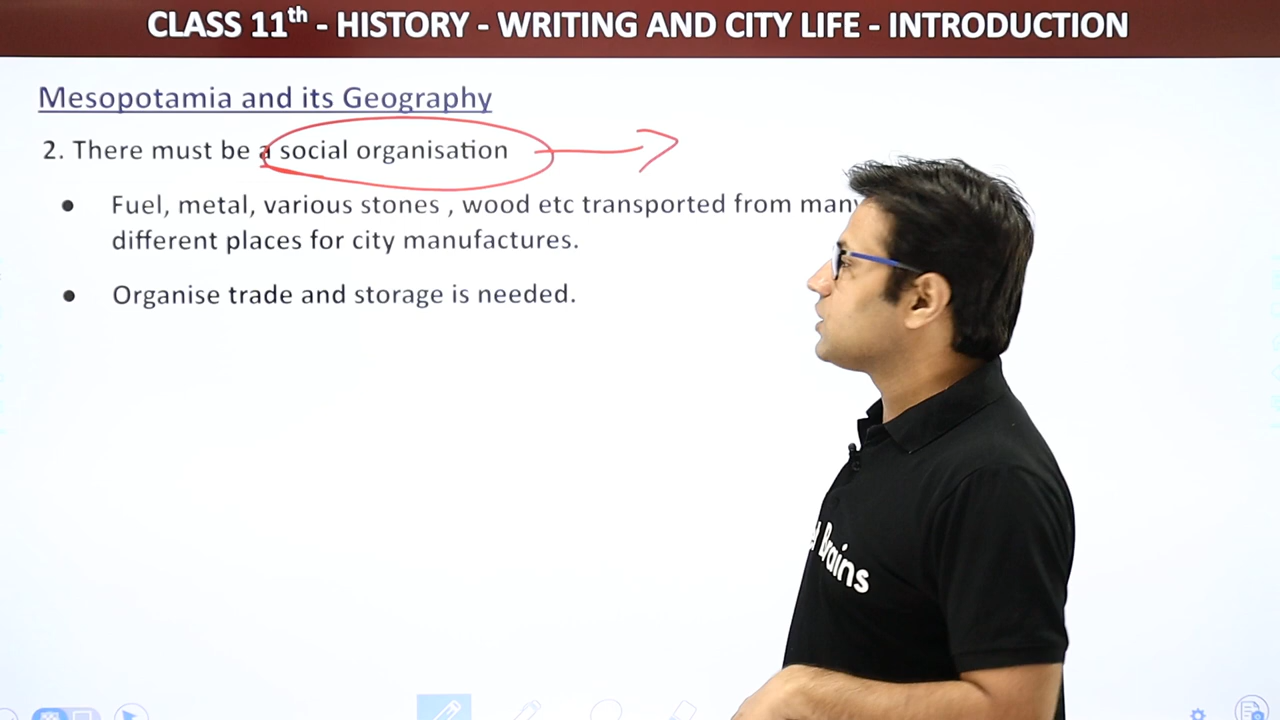 CLASS 11th - HISTORY - WRITING AND CITY LIFE - INTRODUCTION
Mesopotamia and its Geography
2. There must be a social organisation
● Fuel, metal, various stones , wood etc transported from many
different places for city manufactures.
● Organise trade and storage is needed.
Brains